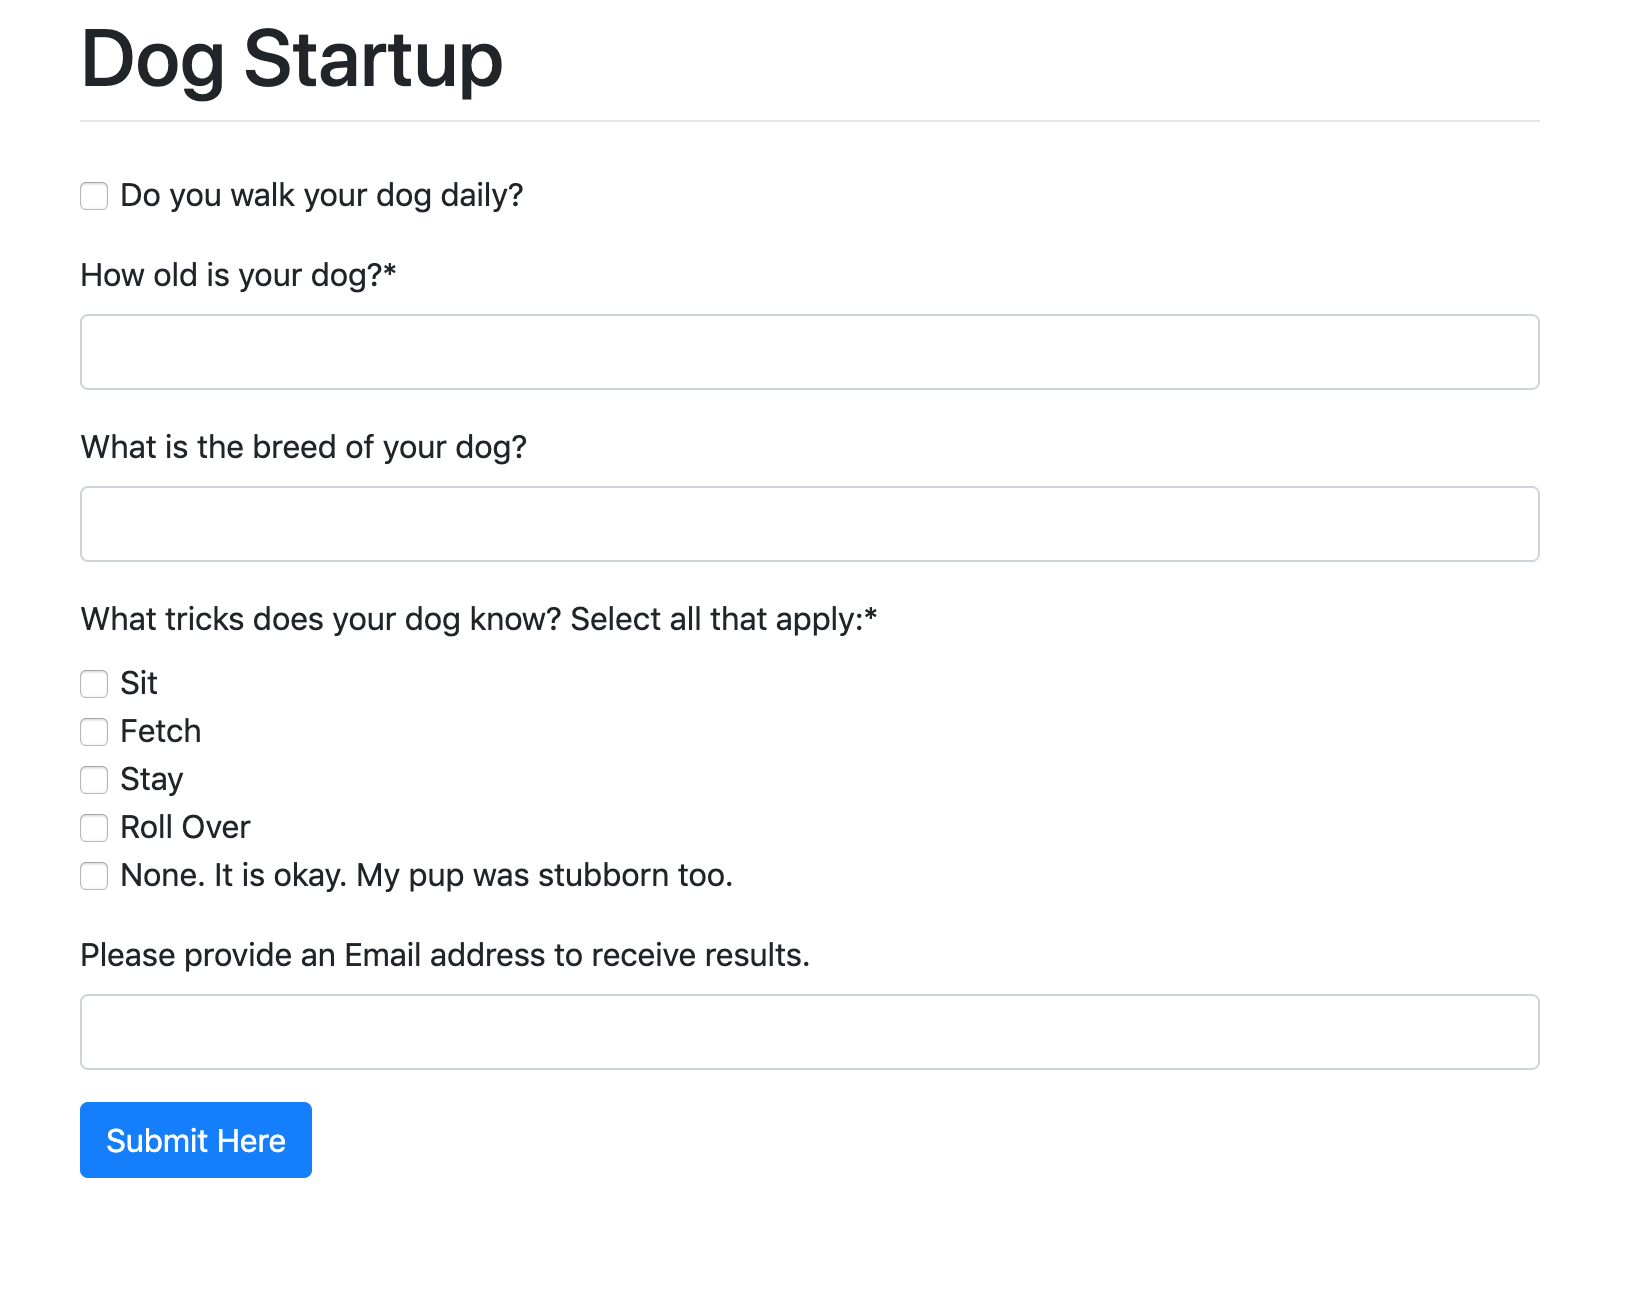 Dog Startup
Do you walk your dog daily?
How old is your dog?*
What is the breed of your dog?
What tricks does your dog know? Select all that apply:*
Sit
Fetch
Stay
Roll Over
None. It is okay. My pup was stubborn too.
Please provide an Email address to receive results.
Submit Here